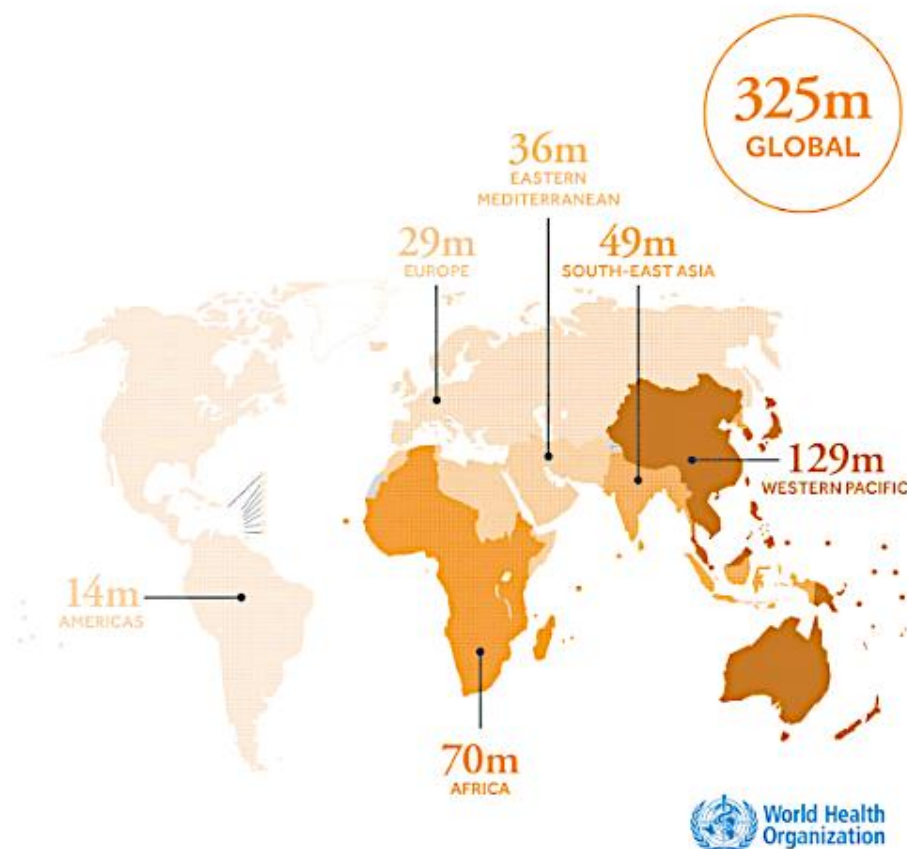 325m
GLOBAL
36m
EASTERN
MEDITERRANEAN
29m
EUROPE
49m
SOUTH-EAST ASIA
129m
WESTERN PACIFIC
14m
AMERICAS
70m
AFRICA
World Health
Organization